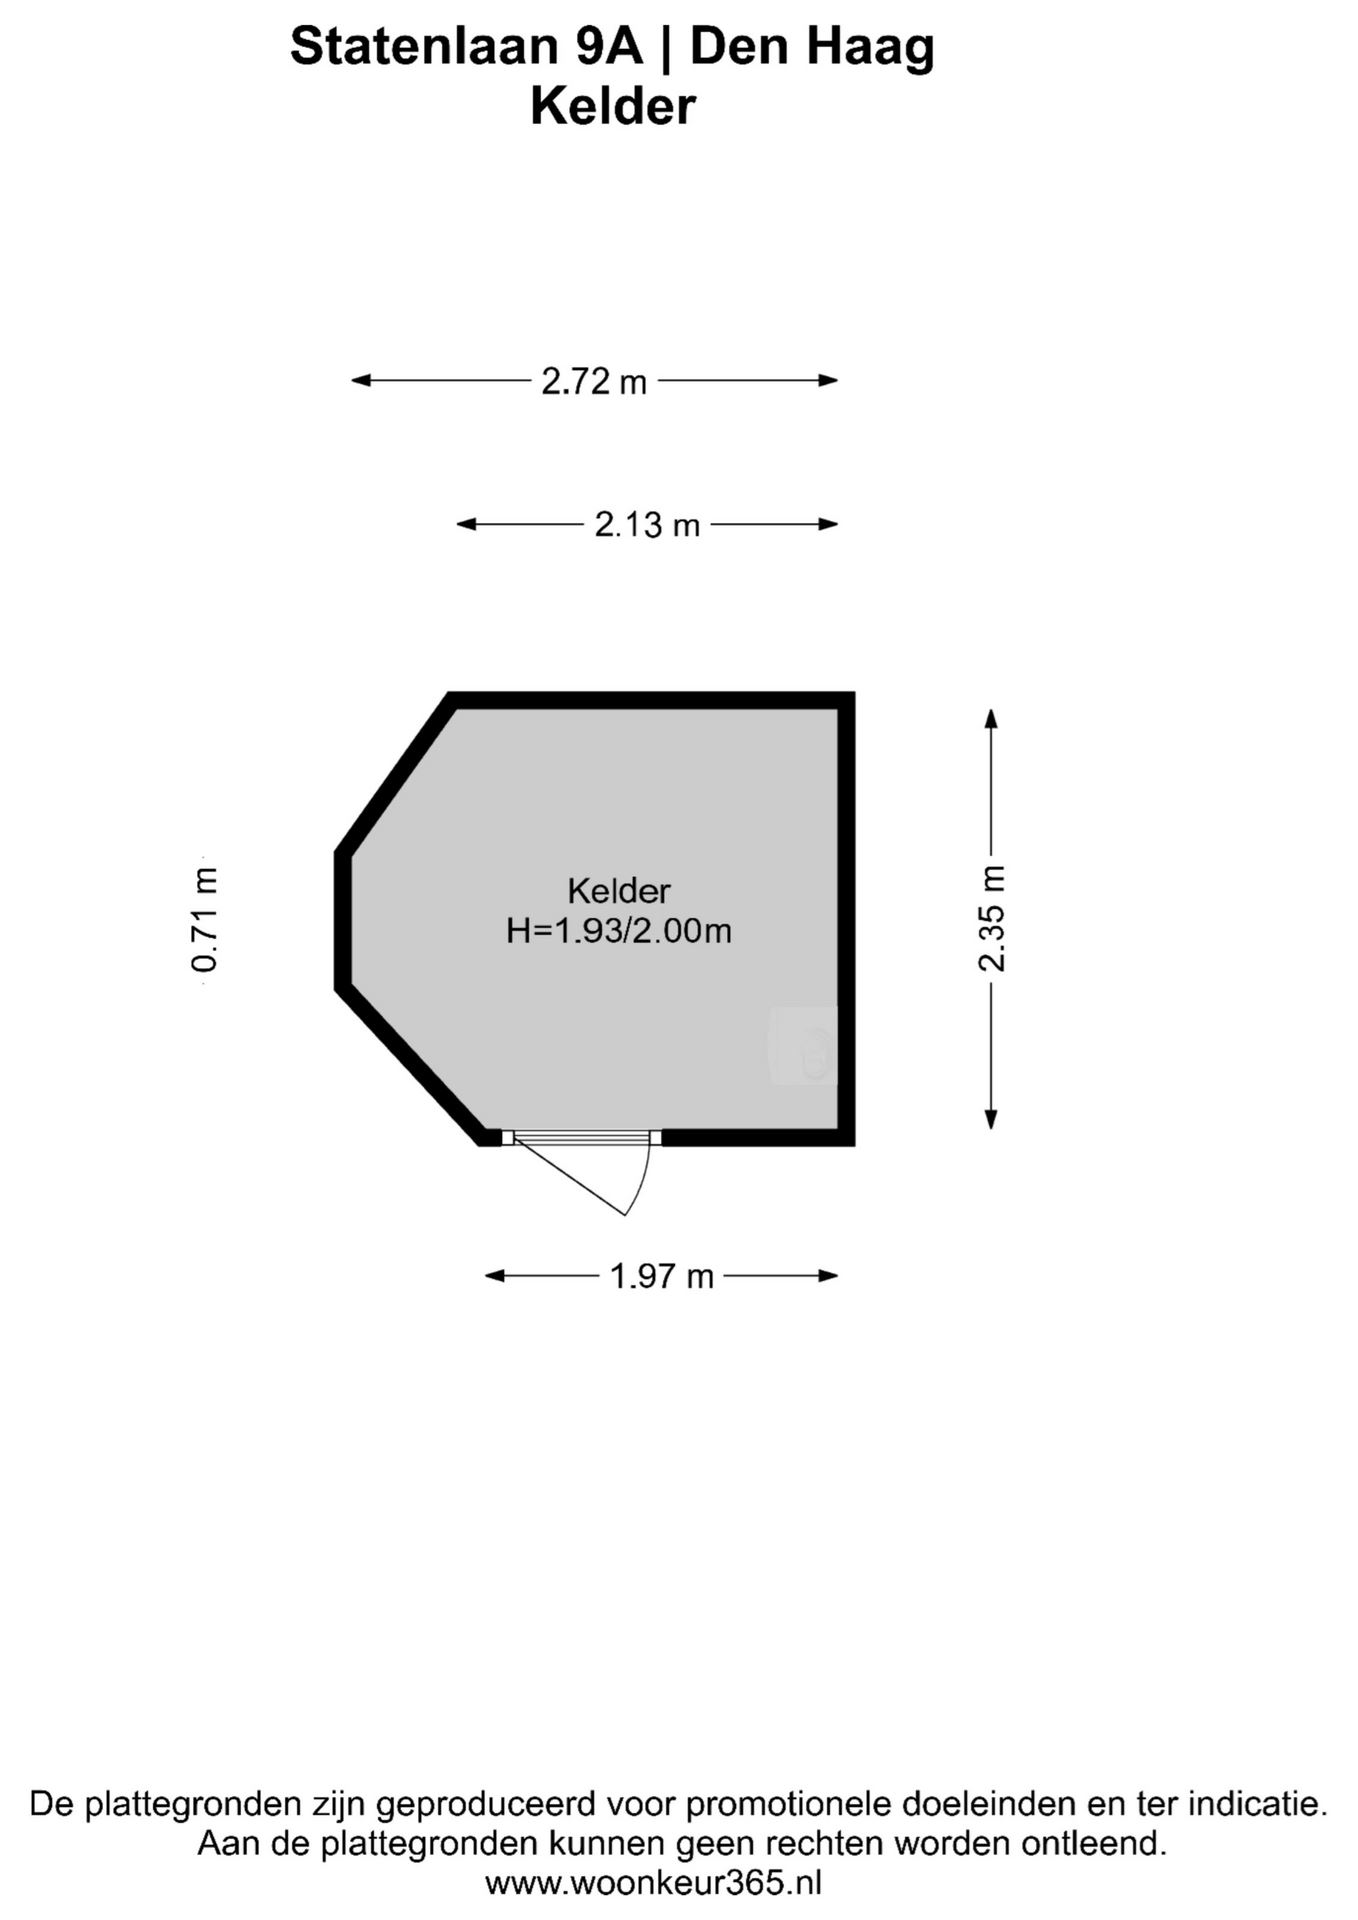 Statenlaan 9A | Den Haag
Kelder
2.72 m
2.13 m
0.71 m
Kelder
H=1.93/2.00m
2.35 m
1.97 m
De plattegronden zijn geproduceerd voor promotionele doeleinden en ter indicatie.
Aan de plattegronden kunnen geen rechten worden ontleend.
www.woonkeur365.nl